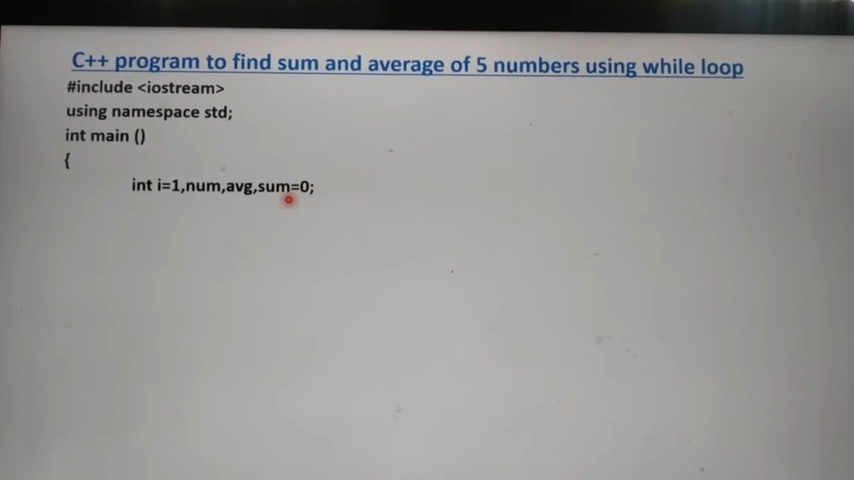 C++ program to find sum and average of 5 numbers using while loop
#include <iostream>
using namespace std;
int main ()
{
int i=1,num,avg,sum=0;